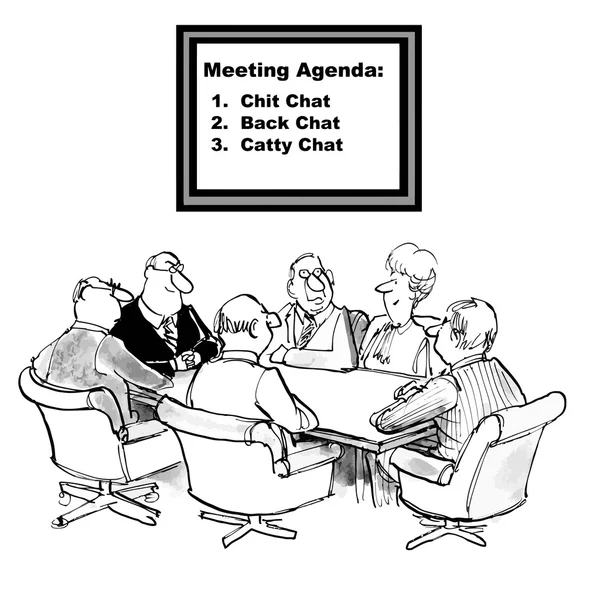 Meeting Agenda:
1. Chit Chat
2. Back Chat
3. Catty Chat